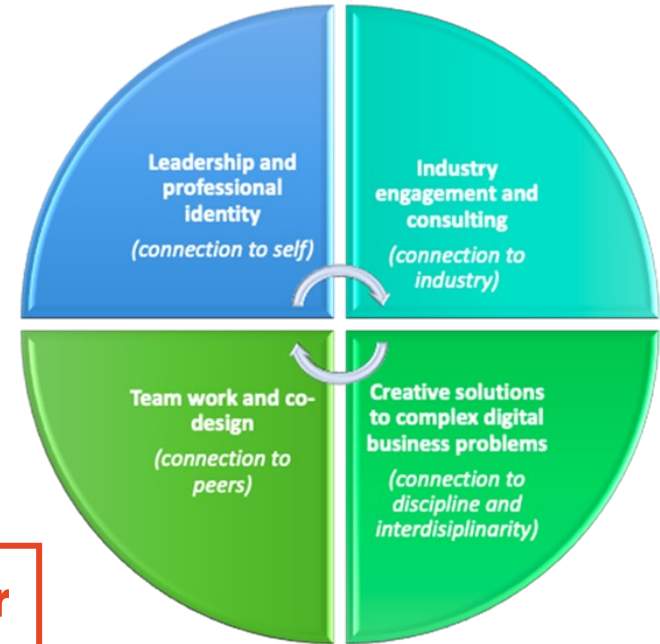 Leadership and
professional
identity
(connection to self)
Industry
engagement and
consulting
(connection to
industry)
Team work and co-
design
(connection to
peers)
Creative solutions
to complex digital
business problems
(connection to
discipline and
interdisiplinarity)
r